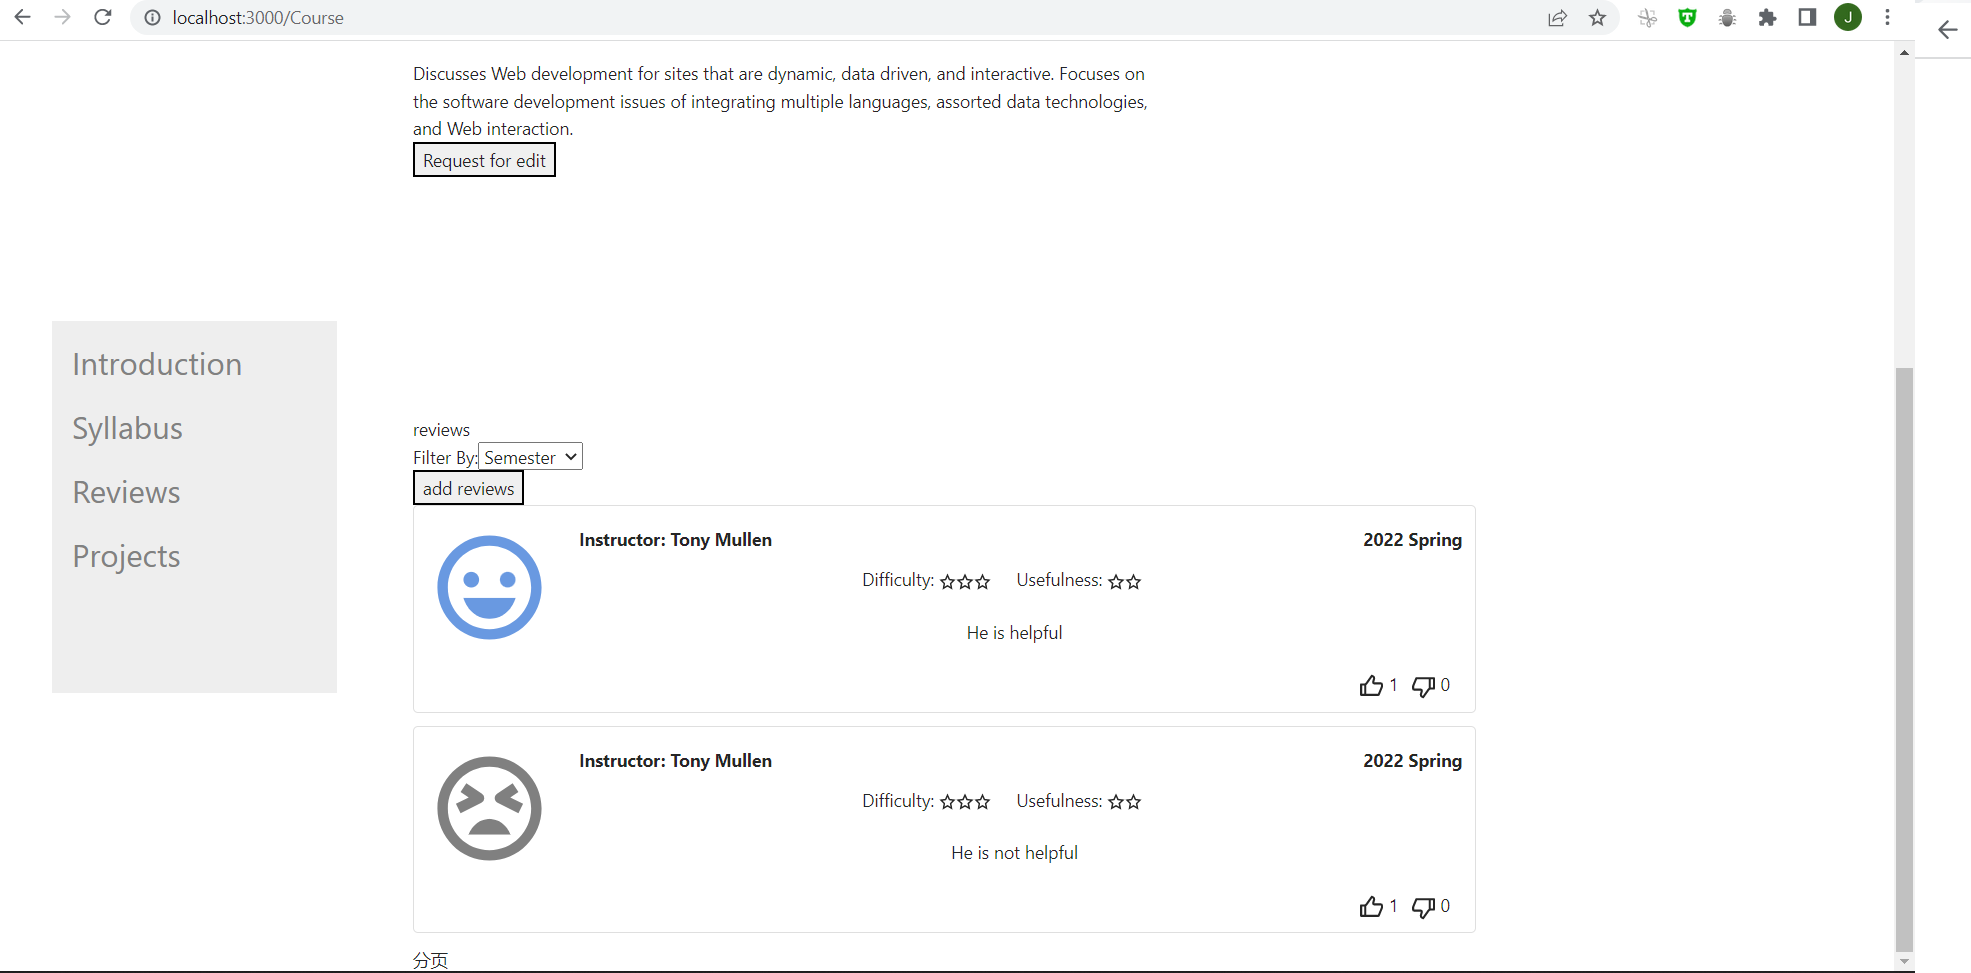 localhost:3000/Course
J
Discusses Web development for sites that are dynamic, data driven, and interactive. Focuses on
the software development issues of integrating multiple languages, assorted data technologies,
and Web interaction.
Request for edit
Introduction
Syllabus
Reviews
Projects
reviews
Filter By: Semester
add reviews
Instructor: Tony Mullen 2022 Spring
Difficulty: Usefulness:
He is helpful
1 0
Instructor: Tony Mullen 2022 Spring
Difficulty: Usefulness:
He is not helpful
1 0
分页